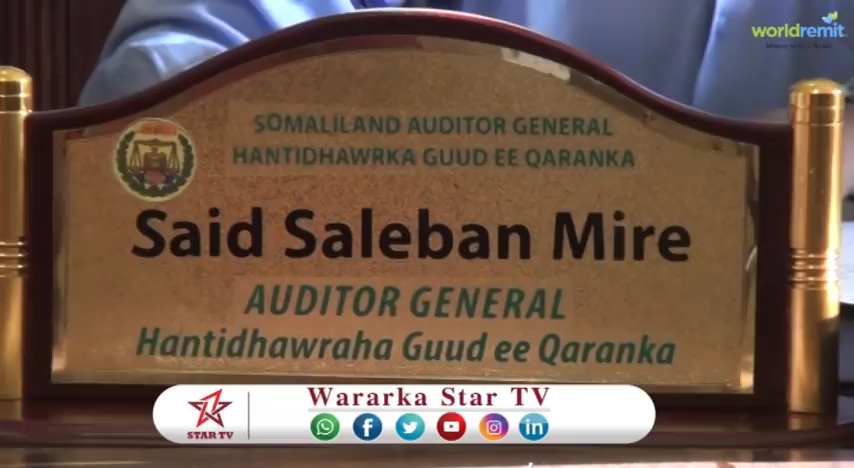 worldremit
SOMALILAND AUDITOR GENERAL
HANTIDHAWRKA GUUD EE QARANKA
Said Saleban Mire
AUDITOR GENERAL
Hantidhawraha Guud ee Qaranka
Wararka Star TV
STAR TV